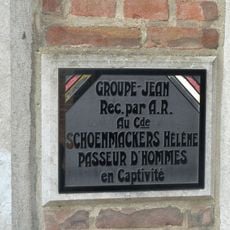 GROUPE-JEAN
Rec. par A.R.
Au Cde
SCHOENMACKERS HÉLÈNE
PASSEUR D'HOMMES
en Captivité